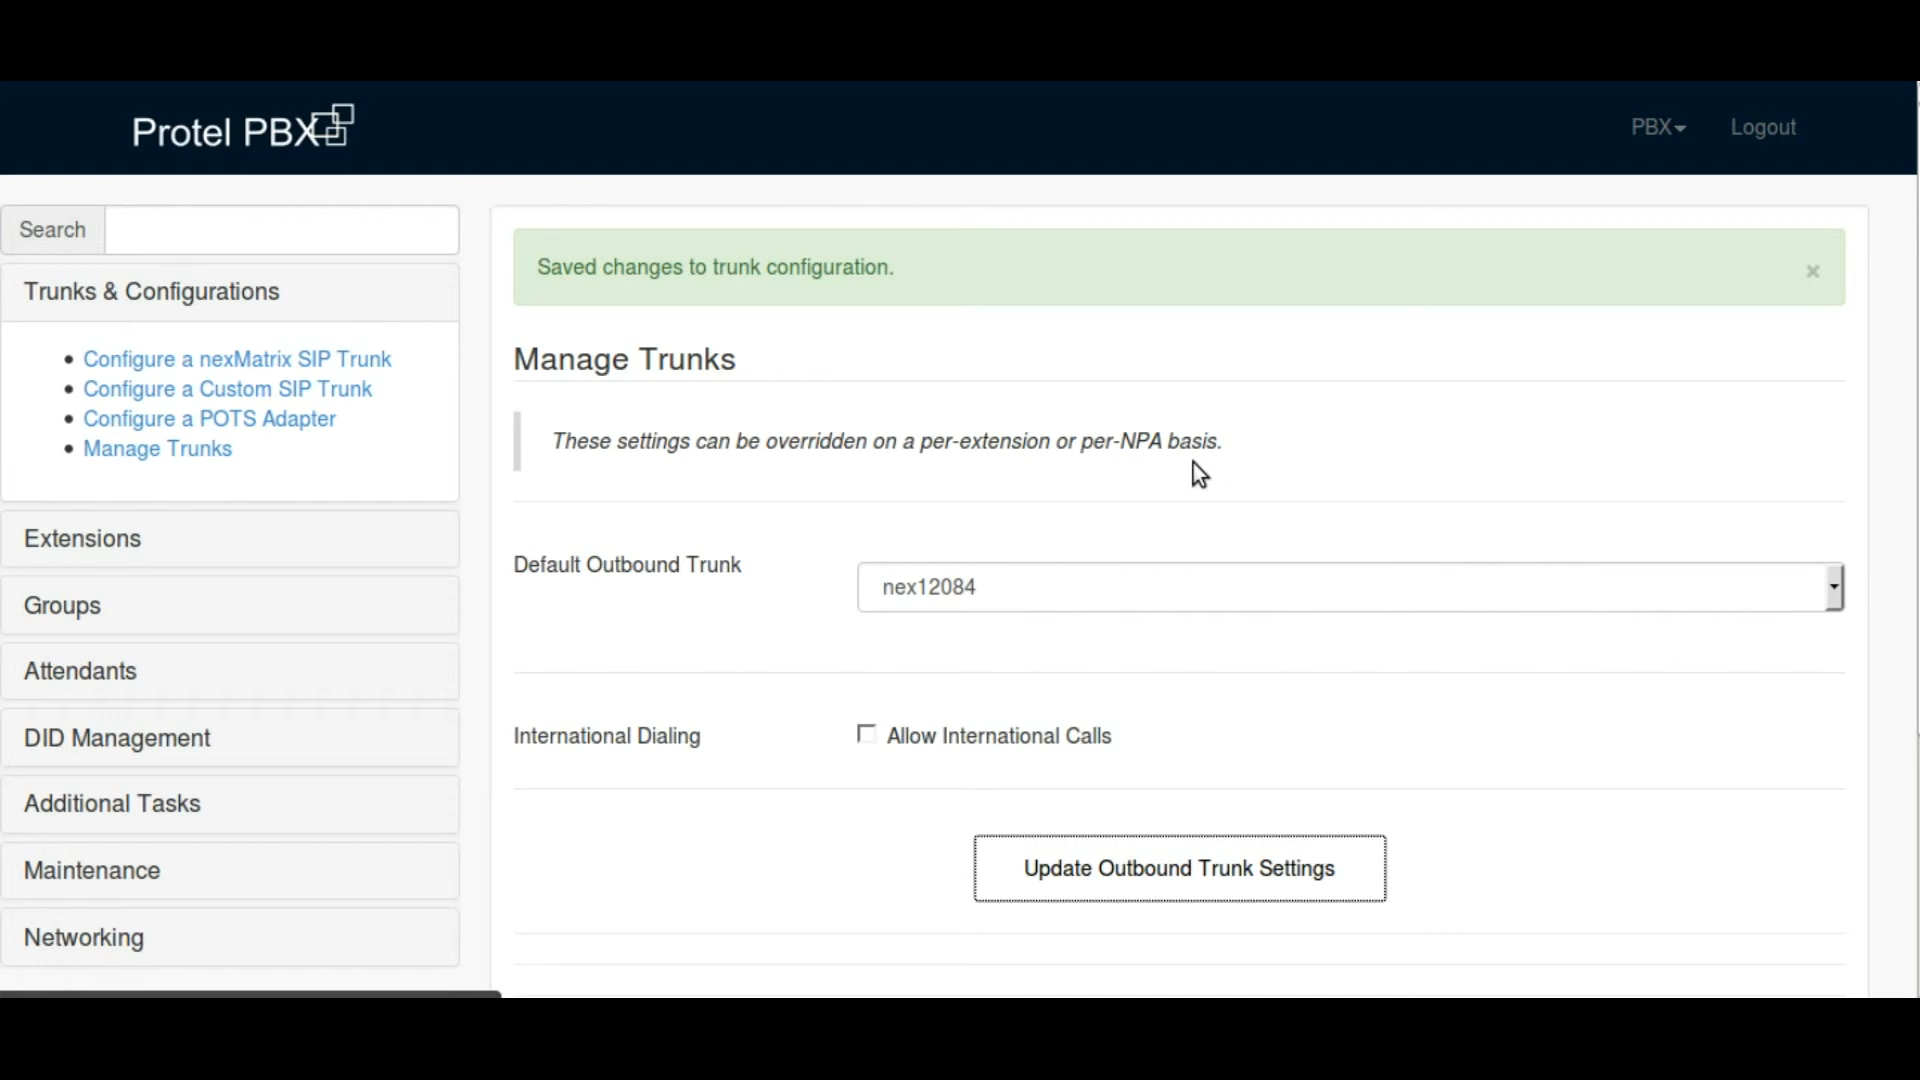 Protel PBX
PBX
Logout
Search
Trunks & Configurations
Configure a nexMatrix SIP Trunk
Configure a Custom SIP Trunk
Configure a POTS Adapter
Manage Trunks
Extensions
Groups
Attendants
DID Management
Additional Tasks
Maintenance
Networking
Saved changes to trunk configuration.
×
Manage Trunks
These settings can be overridden on a per-extension or per-NPA basis.
Default Outbound Trunk
nex12084
International Dialing
Allow International Calls
Update Outbound Trunk Settings